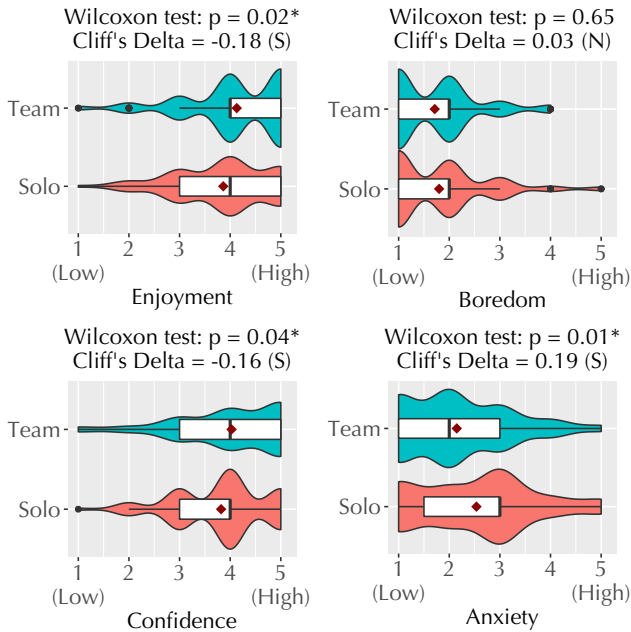 Wilcoxon test: p = 0.02*
Cliff's Delta = -0.18 (S)
Team
Solo
1 2 3 4 5
(Low) (High)
Enjoyment
Wilcoxon test: p = 0.65
Cliff's Delta = 0.03 (N)
Team
Solo
1 2 3 4 5
(Low) (High)
Boredom
Wilcoxon test: p = 0.04*
Cliff's Delta = -0.16 (S)
Team
Solo
1 2 3 4 5
(Low) (High)
Confidence
Wilcoxon test: p = 0.01*
Cliff's Delta = 0.19 (S)
Team
Solo
1 2 3 4 5
(Low) (High)
Anxiety